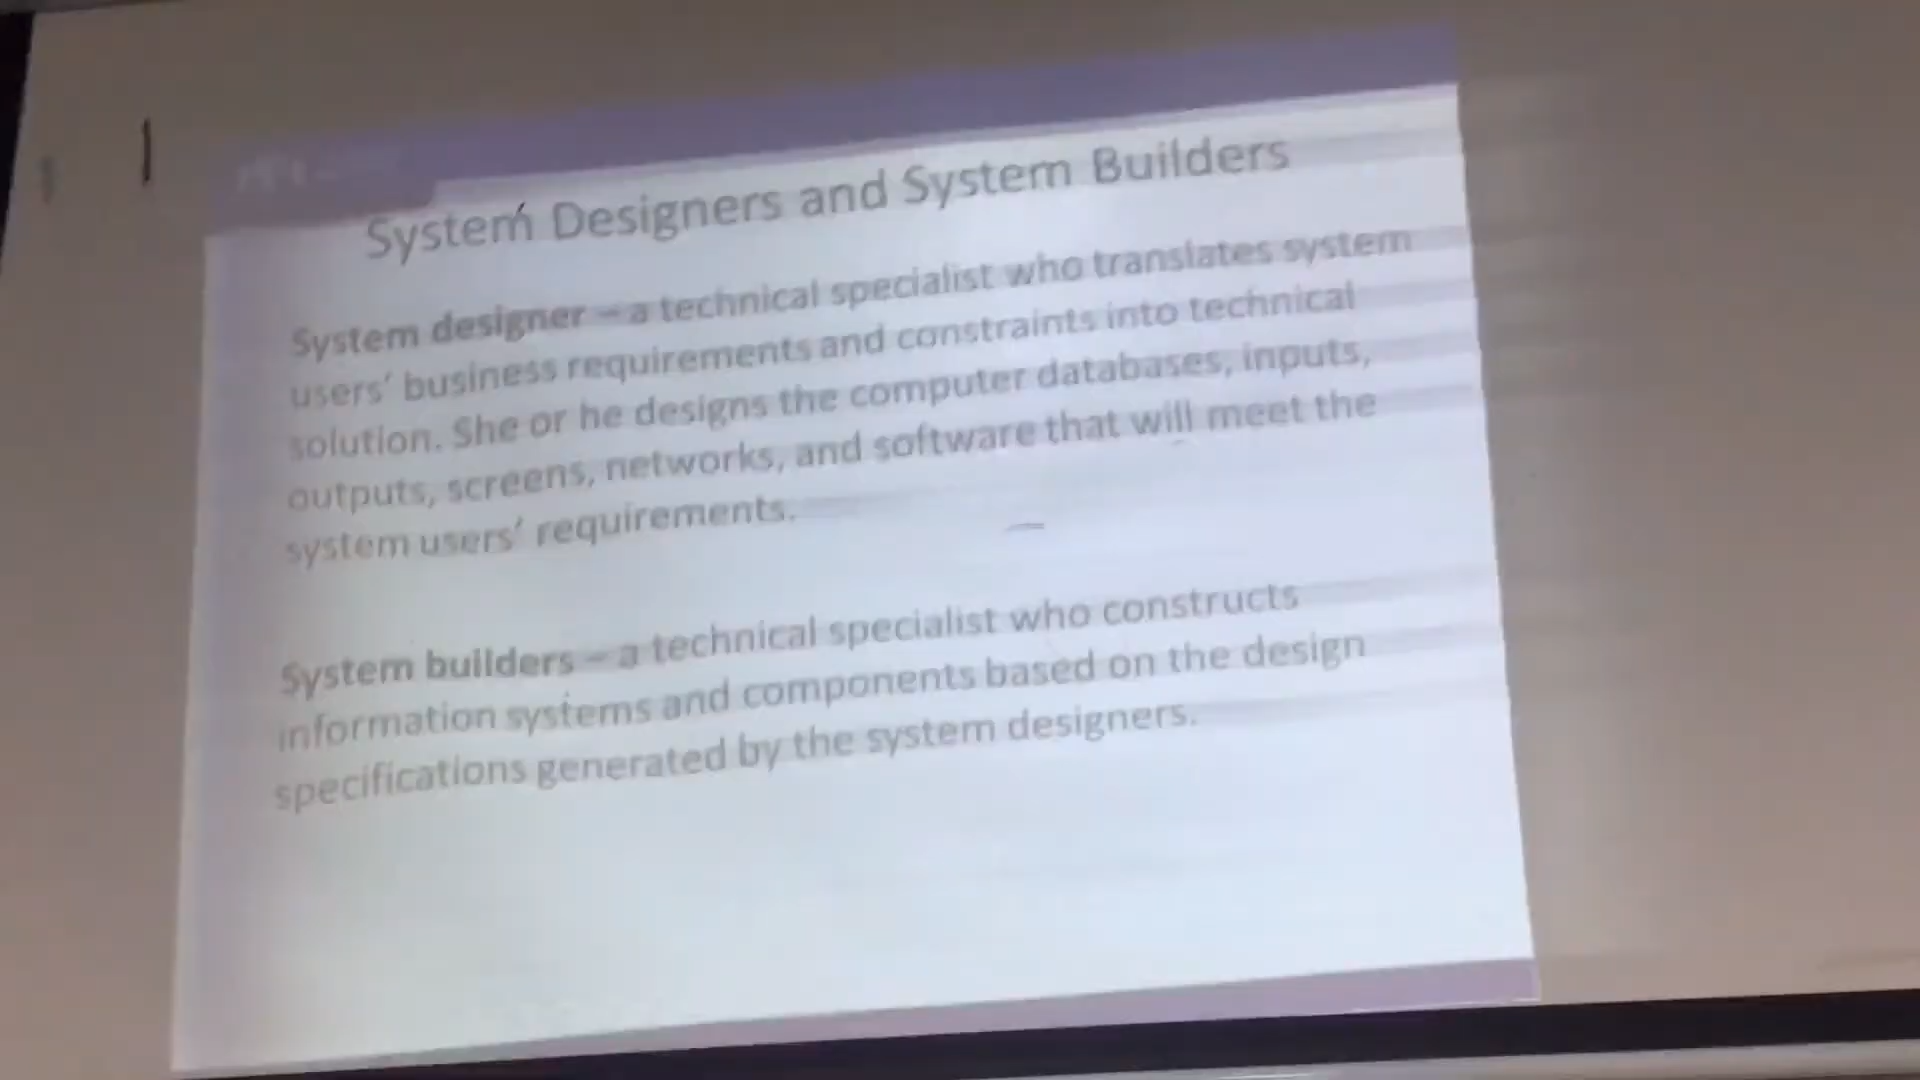 System Designers and System Builders
System designer – a technical specialist who translates system
users’ business requirements and constraints into technical
solution. She or he designs the computer databases, inputs,
outputs, screens, networks, and software that will meet the
system users’ requirements.
System builders – a technical specialist who constructs
information systems and components based on the design
specifications generated by the system designers.